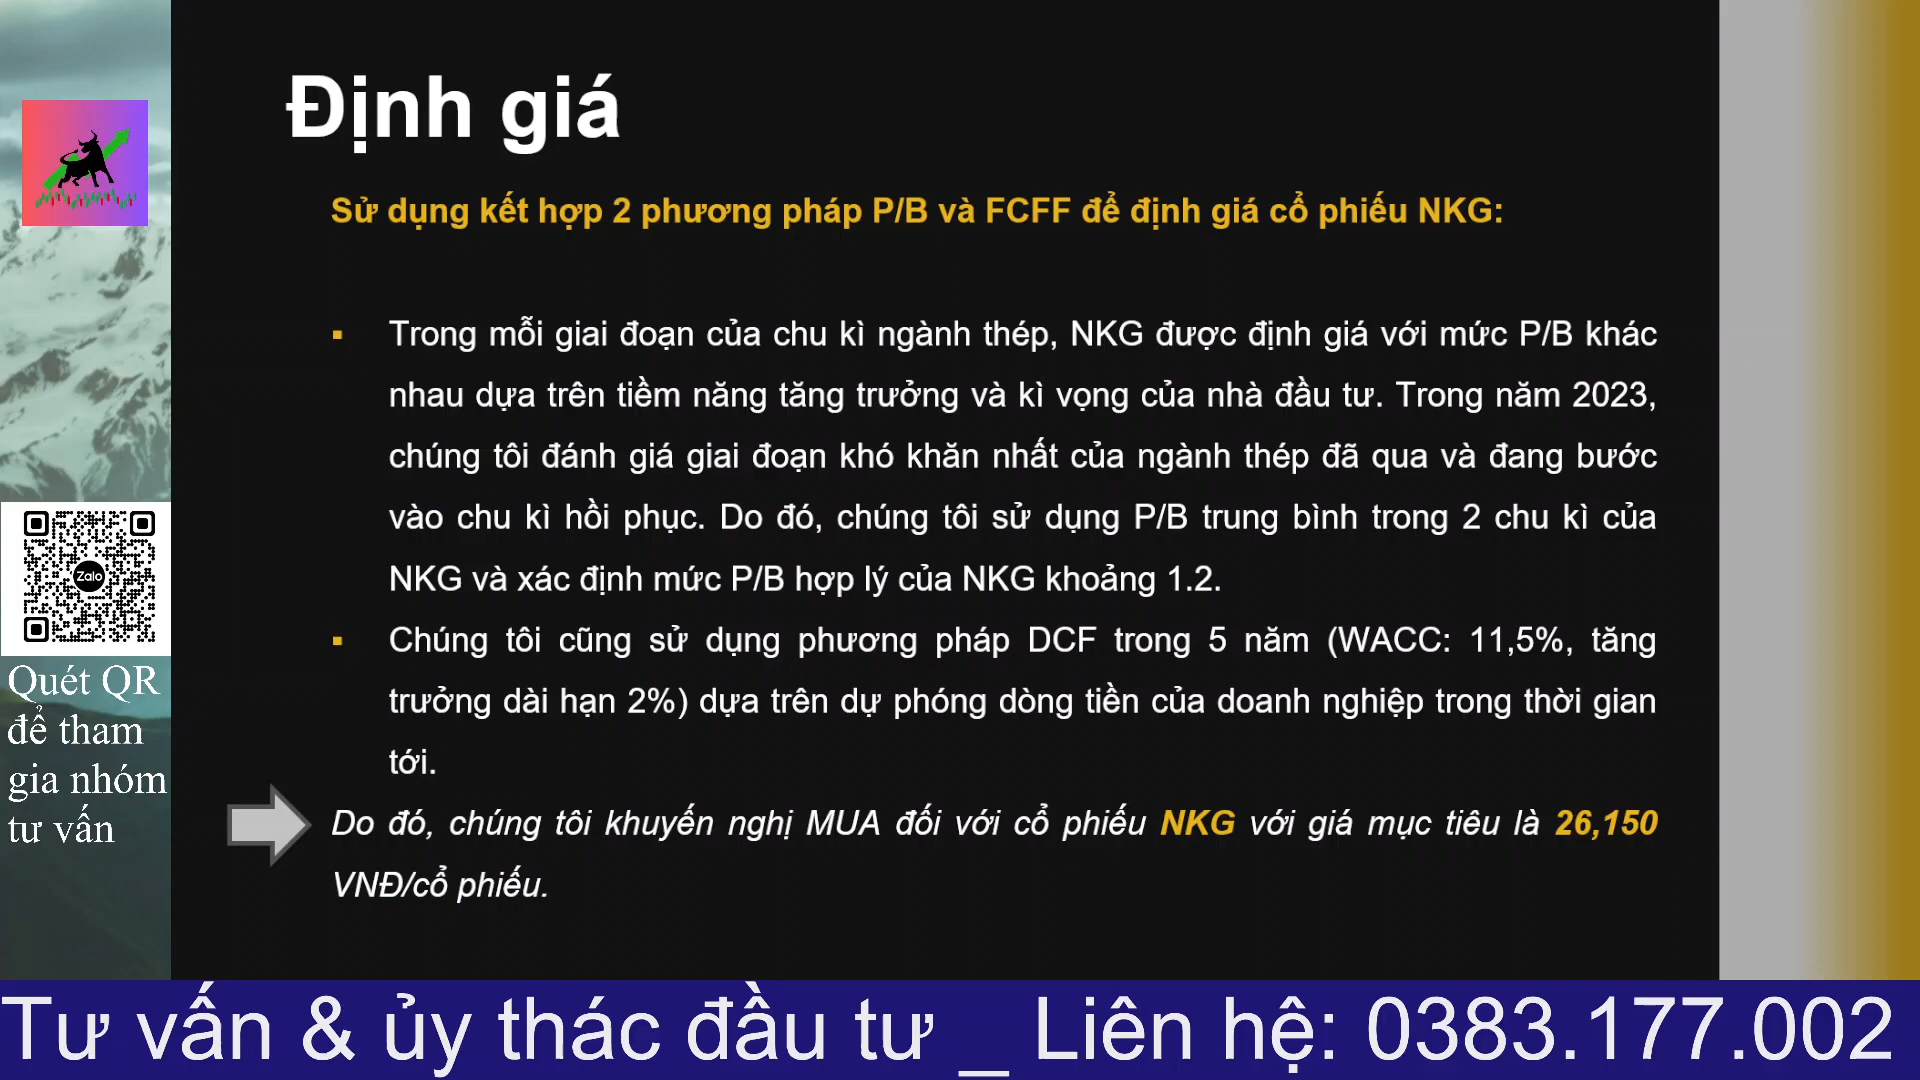 Định giá
Sử dụng kết hợp 2 phương pháp P/B và FCFF để định giá cổ phiếu NKG:
▪ Trong mỗi giai đoạn của chu kì ngành thép, NKG được định giá với mức P/B khác
nhau dựa trên tiềm năng tăng trưởng và kì vọng của nhà đầu tư. Trong năm 2023,
chúng tôi đánh giá giai đoạn khó khăn nhất của ngành thép đã qua và đang bước
vào chu kì hồi phục. Do đó, chúng tôi sử dụng P/B trung bình trong 2 chu kì của
NKG và xác định mức P/B hợp lý của NKG khoảng 1.2.
▪ Chúng tôi cũng sử dụng phương pháp DCF trong 5 năm (WACC: 11,5%, tăng
trưởng dài hạn 2%) dựa trên dự phóng dòng tiền của doanh nghiệp trong thời gian
tới.
Do đó, chúng tôi khuyến nghị MUA đối với cổ phiếu NKG với giá mục tiêu là 26,150
VNĐ/cổ phiếu.
Zalo
Quét QR
để tham
gia nhóm
tư vấn
Tư vấn & ủy thác đầu tư _ Liên hệ: 0383.177.002